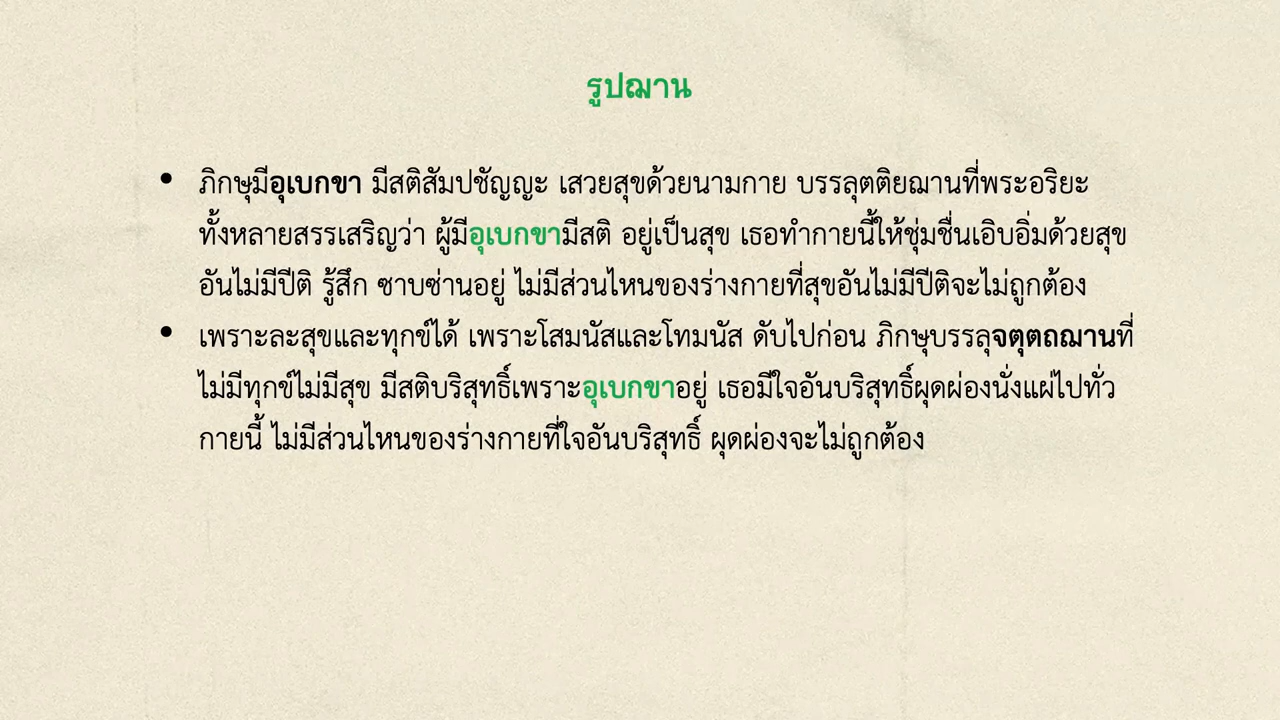 รูปฌาน
• ภิกษุมีอุเบกขา มีสติสัมปชัญญะ เสวยสุขด้วยนามกาย บรรลุตติยฌานที่พระอริยะ
ทั้งหลายสรรเสริญว่า ผู้มีอุเบกขามีสติ อยู่เป็นสุข เธอทำกายนี้ให้ชุ่มชื่นเอิบอิ่มด้วยสุข
อันไม่มีปีติ รู้สึก ซาบซ่านอยู่ ไม่มีส่วนไหนของร่างกายที่สุขอันไม่มีปีติจะไม่ถูกต้อง
• เพราะละสุขและทุกข์ได้ เพราะโสมนัสและโทมนัส ดับไปก่อน ภิกษุบรรลุจตุตถฌานที่
ไม่มีทุกข์ไม่มีสุข มีสติบริสุทธิ์เพราะอุเบกขาอยู่ เธอมีใจอันบริสุทธิ์ผุดผ่องนั่งแผ่ไปทั่ว
กายนี้ ไม่มีส่วนไหนของร่างกายที่ใจอันบริสุทธิ์ ผุดผ่องจะไม่ถูกต้อง